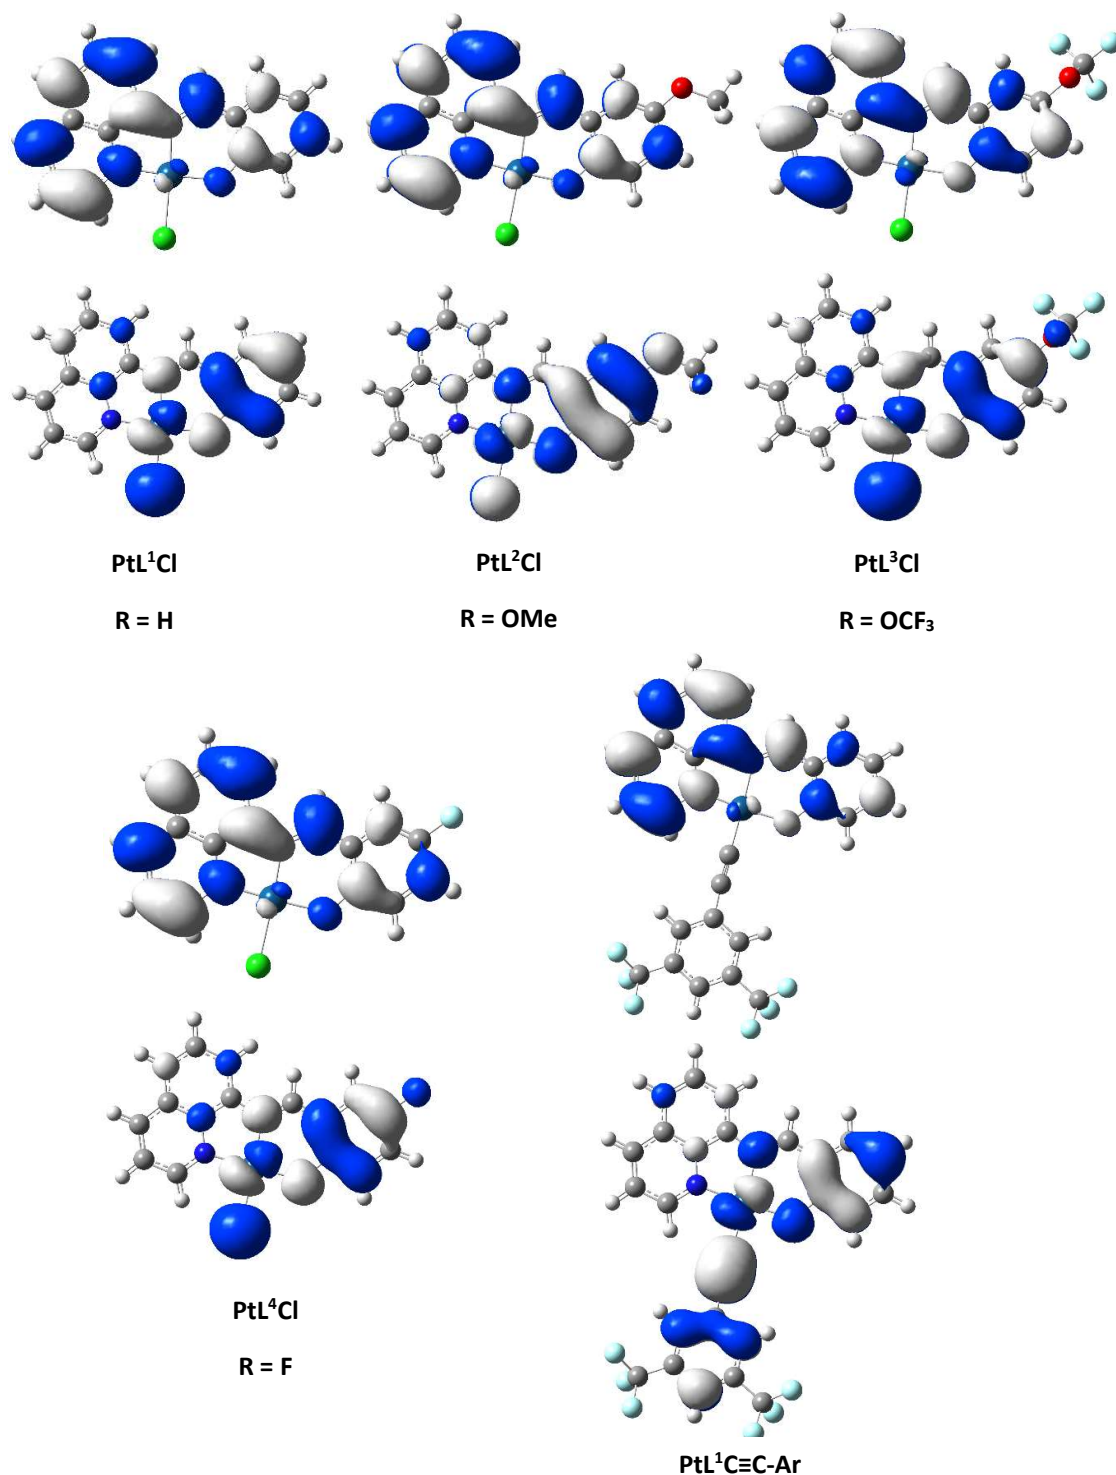 PtL¹Cl PtL²Cl PtL³Cl
R = H R = OMe R = OCF₃
PtL⁴Cl
R = F
PtL¹C≡C-Ar